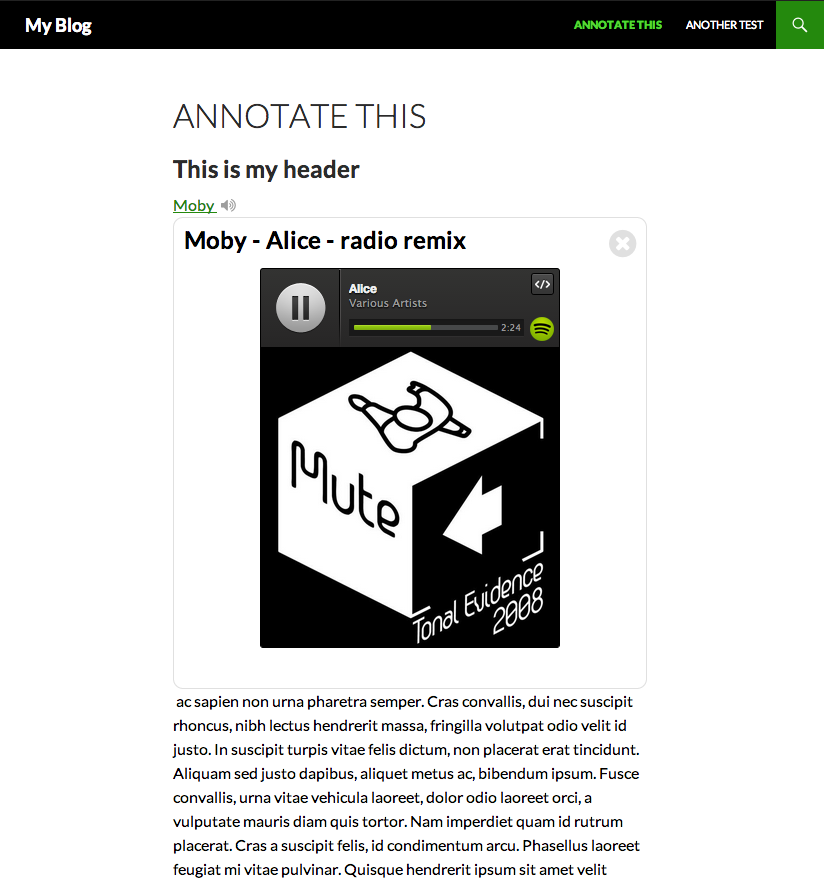 My Blog
ANNOTATE THIS
ANOTHER TEST
ANNOTATE THIS
This is my header
Moby
Moby - Alice - radio remix
Alice
</>
Various Artists
2:24
Mute
Tonal Evidence
2008
ac sapien non urna pharetra semper. Cras convallis, dui nec suscipit
rhoncus, nibh lectus hendrerit massa, fringilla volutpat odio velit id
justo. In suscipit turpis vitae felis dictum, non placerat erat tincidunt.
Aliquam sed justo dapibus, aliquet metus ac, bibendum ipsum. Fusce
convallis, urna vitae vehicula laoreet, dolor odio laoreet orci, a
vulputate mauris diam quis tortor. Nam imperdiet quam id rutrum
placerat. Cras a suscipit felis, id condimentum arcu. Phasellus laoreet
feugiat mi vitae pulvinar. Quisque hendrerit ipsum sit amet velit